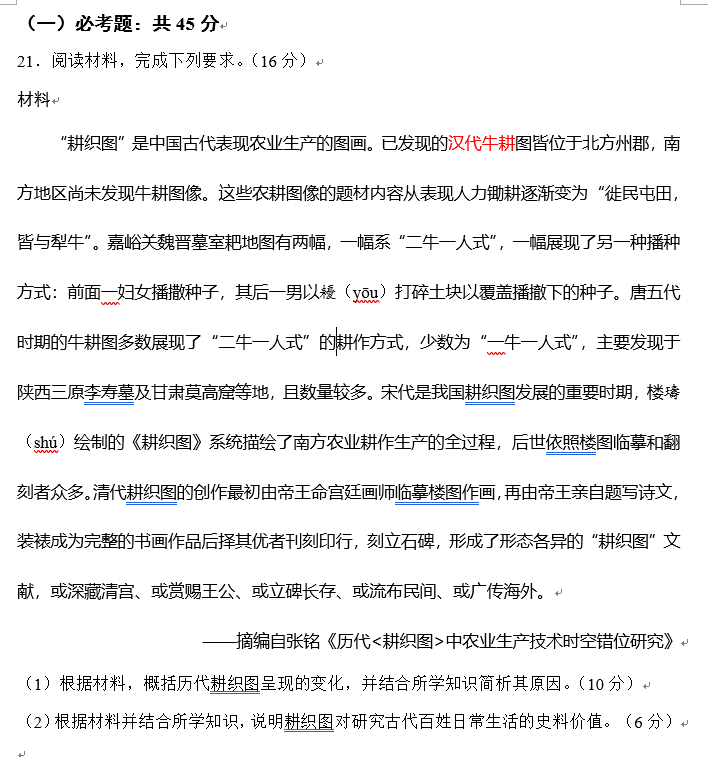 （一）必考题：共 45 分
21．阅读材料，完成下列要求。（16 分）
材料
“耕织图”是中国古代表现农业生产的图画。已发现的汉代牛耕图皆位于北方州郡，南
方地区尚未发现牛耕图像。这些农耕图像的题材内容从表现人力锄耕逐渐变为“徙民屯田，
皆与犁牛”。嘉峪关魏晋墓室耙地图有两幅，一幅系“二牛一人式”，一幅展现了另一种播种
方式：前面一妇女播撒种子，其后一男以耰（yōu）打碎土块以覆盖播撤下的种子。唐五代
时期的牛耕图多数展现了“二牛一人式”的耕作方式，少数为“一牛一人式”，主要发现于
陕西三原李寿墓及甘肃莫高窟等地，且数量较多。宋代是我国耕织图发展的重要时期，楼璹
（shú）绘制的《耕织图》系统描绘了南方农业耕作生产的全过程，后世依照楼图临摹和翻
刻者众多。清代耕织图的创作最初由帝王命宫廷画师临摹楼图作画，再由帝王亲自题写诗文，
装裱成为完整的书画作品后择其优者刊刻印行，刻立石碑，形成了形态各异的“耕织图”文
献，或深藏清宫、或赏赐王公、或立碑长存、或流布民间、或广传海外。
——摘编自张铭《历代<耕织图>中农业生产技术时空错位研究》
（1）根据材料，概括历代耕织图呈现的变化，并结合所学知识简析其原因。（10 分）
（2）根据材料并结合所学知识，说明耕织图对研究古代百姓日常生活的史料价值。（6 分）